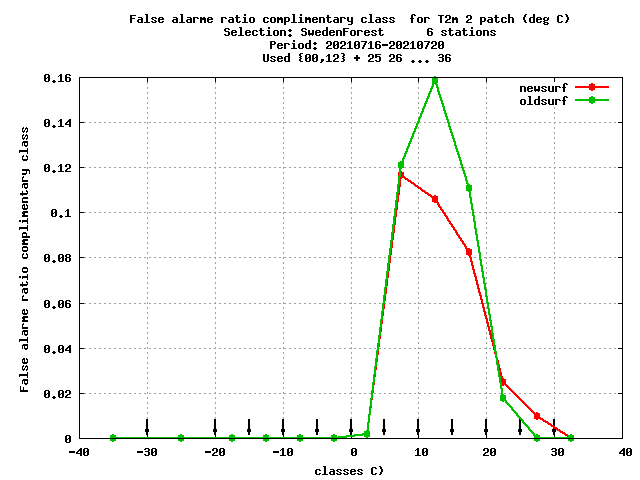 False alarme ratio complimentary class  for T2m 2 patch (deg C)
Selection: SwedenForest      6 stations
Period: 20210716-20210720
Used {00,12} + 25 26 ... 36
newsurf
oldsurf
False alarme ratio complimentary class
0.16
0.14
0.12
0.1
0.08
0.06
0.04
0.02
0
-40 -30 -20 -10 0 10 20 30 40
classes C)